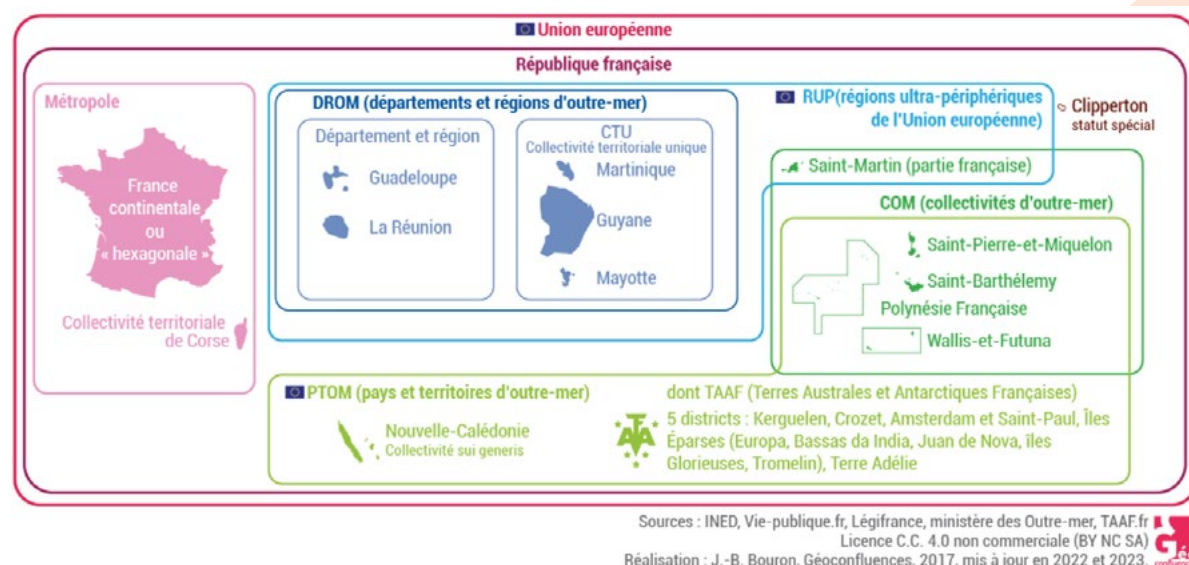 Union européenne
République française
Métropole
France
continentale
ou
« hexagonale »
Collectivité territoriale
de Corse
DROM (départements et régions d'outre-mer)
Département et région
Guadeloupe
La Réunion
CTU
Collectivité territoriale unique
Martinique
Guyane
Mayotte
RUP(régions ultra-périphériques
de l'Union européenne)
Clipperton
statut spécial
Saint-Martin (partie française)
COM (collectivités d'outre-mer)
Saint-Pierre-et-Miquelon
Saint-Barthélemy
Polynésie Française
Wallis-et-Futuna
PTOM (pays et territoires d'outre-mer)
Nouvelle-Calédonie
Collectivité sui generis
dont TAAF (Terres Australes et Antarctiques Françaises)
5 districts : Kerguelen, Crozet, Amsterdam et Saint-Paul, Îles
Éparses (Europa, Bassas da India, Juan de Nova, îles
Glorieuses, Tromelin), Terre Adélie
Sources : INED, Vie-publique.fr, Légifrance, ministère des Outre-mer, TAAF.fr
Licence C.C. 4.0 non commerciale (BY NC SA)
Réalisation : J.-B. Bouron, Géoconfluences, 2017, mis à jour en 2022 et 2023.